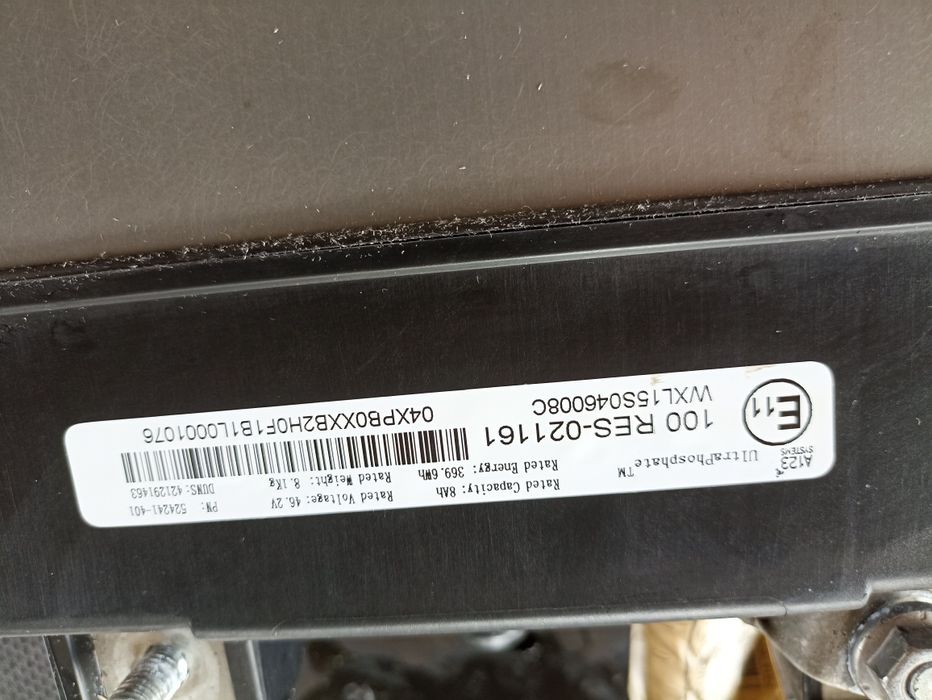 A123
SYSTEMS
UltraPhosphate™
Rated Capacity: 8Ah
Rated Energy: 369.6Wh
Rated Voltage: 46.2V
Rated Weight: 8.1Kg
PN: 524241-401
DUNS: 421291463
E11
100 RES-021161
WXL15S046008C
04XPB0XXB2H0F1B1L0001076